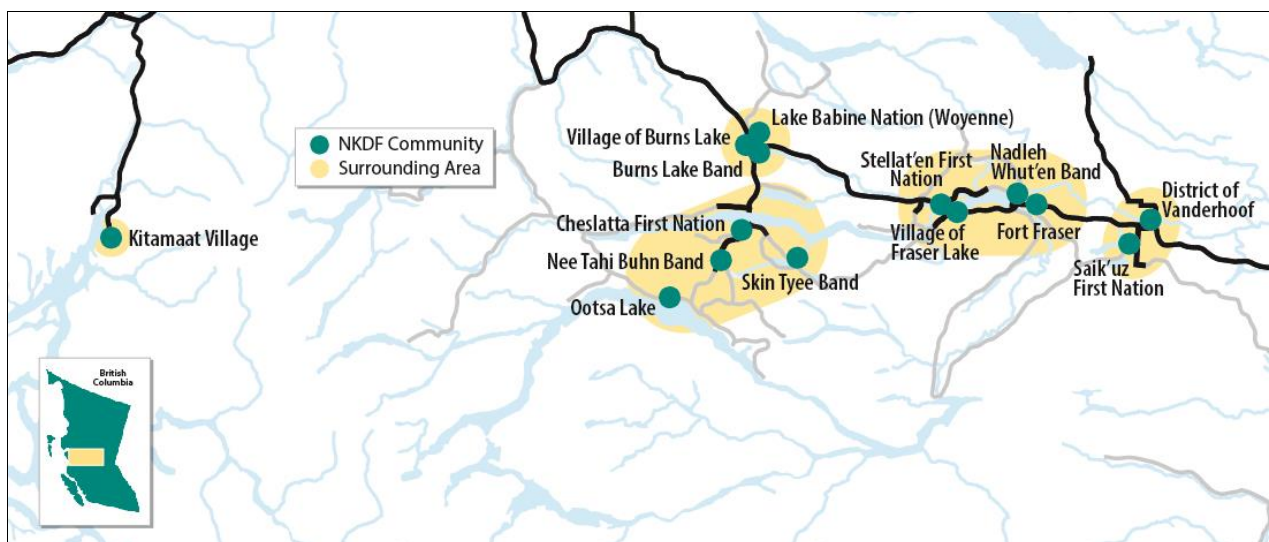 NKDF Community
Surrounding Area
Kitamaat Village
Lake Babine Nation (Woyenne)
Village of Burns Lake
Burns Lake Band
Cheslatta First Nation
Nee Tahi Buhn Band
Skin Tyee Band
Ootsa Lake
Stellat'en First
Nation
Nadleh
Whut'en Band
Village of
Fraser Lake
Fort Fraser
District of
Vanderhoof
Saik'uz
First Nation
British
Columbia